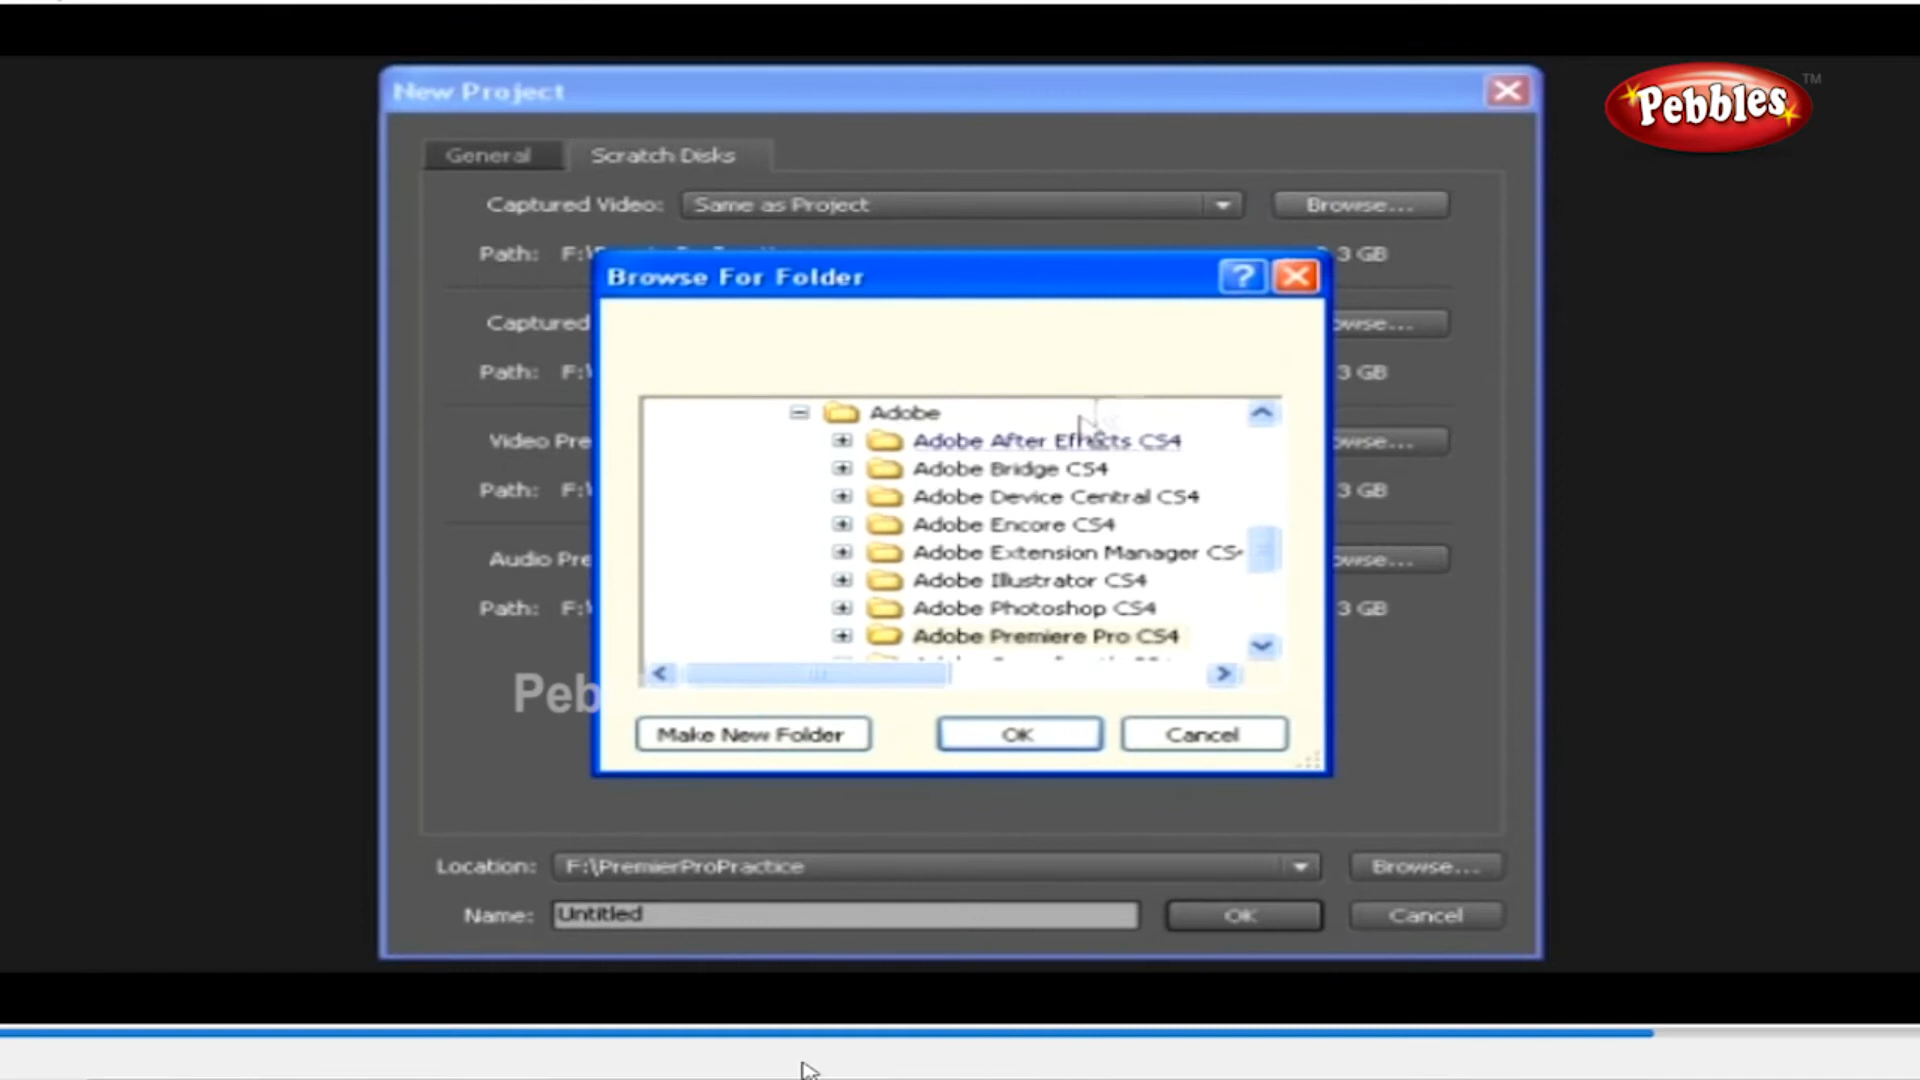 New Project
Pebbles TM
General Scratch Disks
Captured Video: Same as Project Browse...
Path: F:\ 3 GB
Browse For Folder
Captured
Path: F:\ 3 GB
Adobe
Adobe After Effects CS4
Video Pre
Adobe Bridge CS4
Path: F:\ Adobe Device Central CS4 3 GB
Adobe Encore CS4
Audio Pre Adobe Extension Manager CS
Adobe Illustrator CS4
Path: F:\ Adobe Photoshop CS4 3 GB
Adobe Premiere Pro CS4
Peb
Make New Folder OK Cancel
Location: F:\PremierProPractice Browse...
Name: Untitled OK Cancel